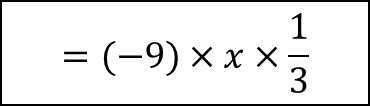 = (−9) × x × 1/3